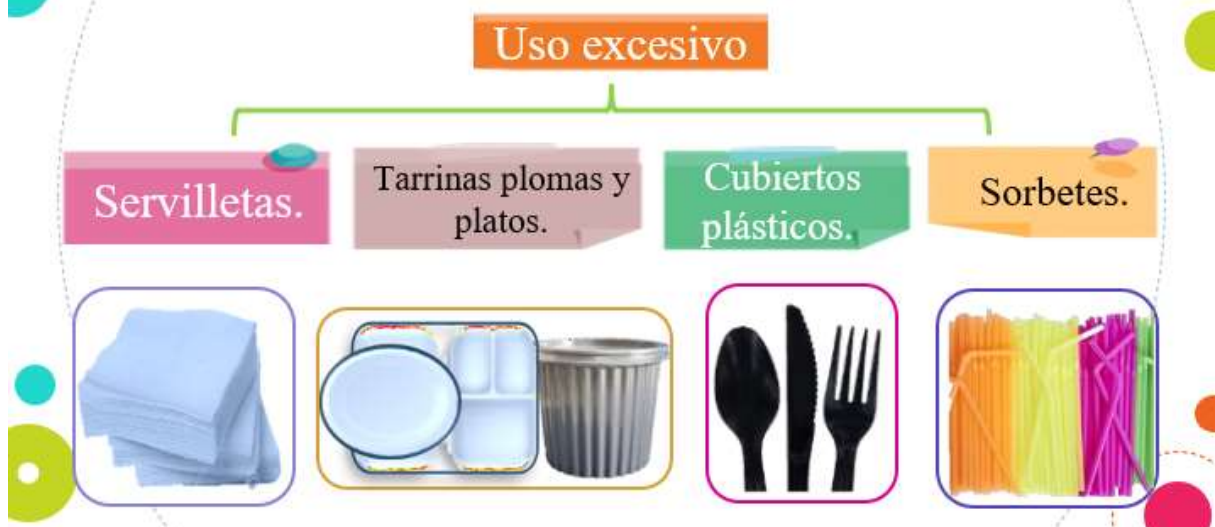 Uso excesivo
Servilletas.
Tarrinas plomas y
platos.
Cubiertos
plásticos.
Sorbetes.